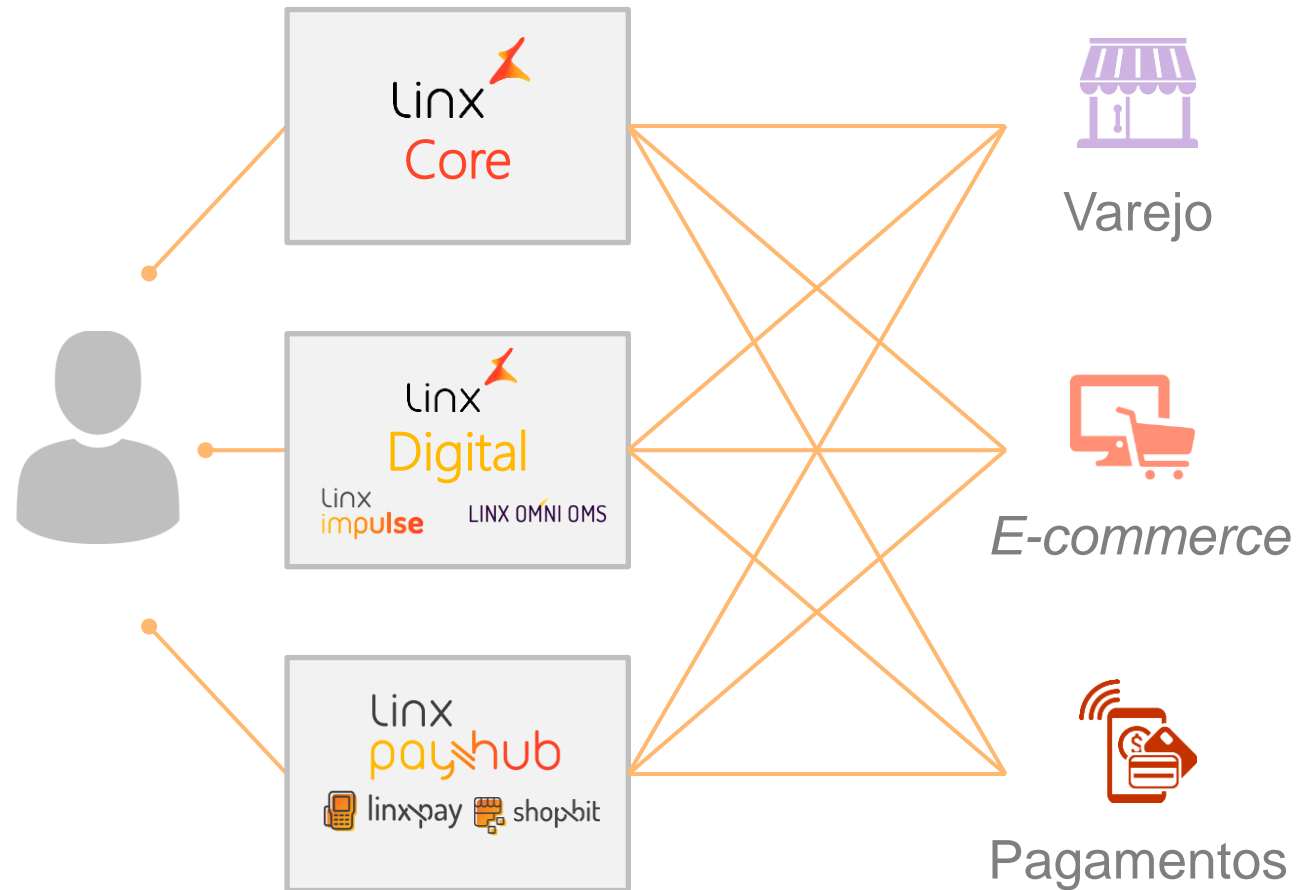 Linx
Core
Varejo
Linx
Digital
Linx
impulse
LINX OMNI OMS
E-commerce
Linx
payhub
linxpay
shopbit
$
Pagamentos